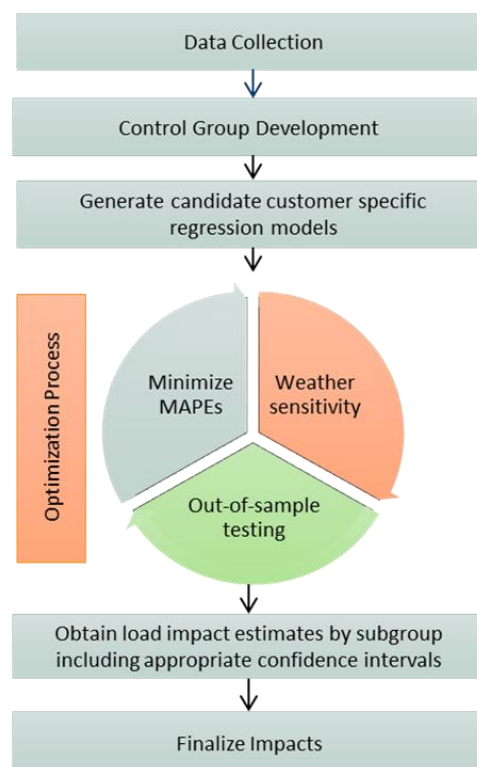 Data Collection
Control Group Development
Generate candidate customer specific
regression models
Optimization Process
Minimize
MAPEs
Weather
sensitivity
Out-of-sample
testing
Obtain load impact estimates by subgroup
including appropriate confidence intervals
Finalize Impacts